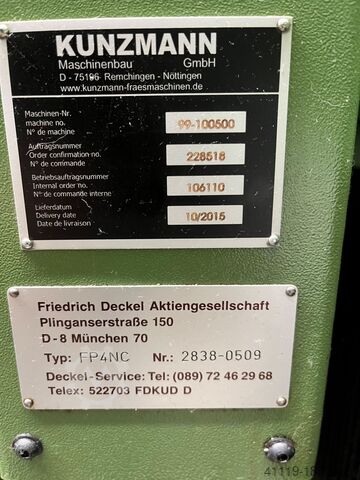 KUNZMANN
Maschinenbau GmbH
D - 75196 Remchingen - Nöttingen
www.kunzmann-fraesmaschinen.de
Maschinen-Nr.
machine no.
N° de machine
99-100500
Auftragsnummer
Order confirmation no.
N° de commande
228518
Betriebsauftragsnummer
Internal order no.
N° de commande interne
106110
Lieferdatum
Delivery date
Date de livraison
10/2015
Friedrich Deckel Aktiengesellschaft
Plinganserstraße 150
D-8 München 70
Typ: FP4NC Nr.: 2838-0509
Deckel-Service: Tel: (089) 72 46 29 68
Telex: 522703 FDKUD D